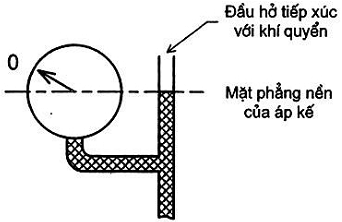 Đầu hở tiếp xúc
với khí quyển
0
Mặt phẳng nền
của áp kế